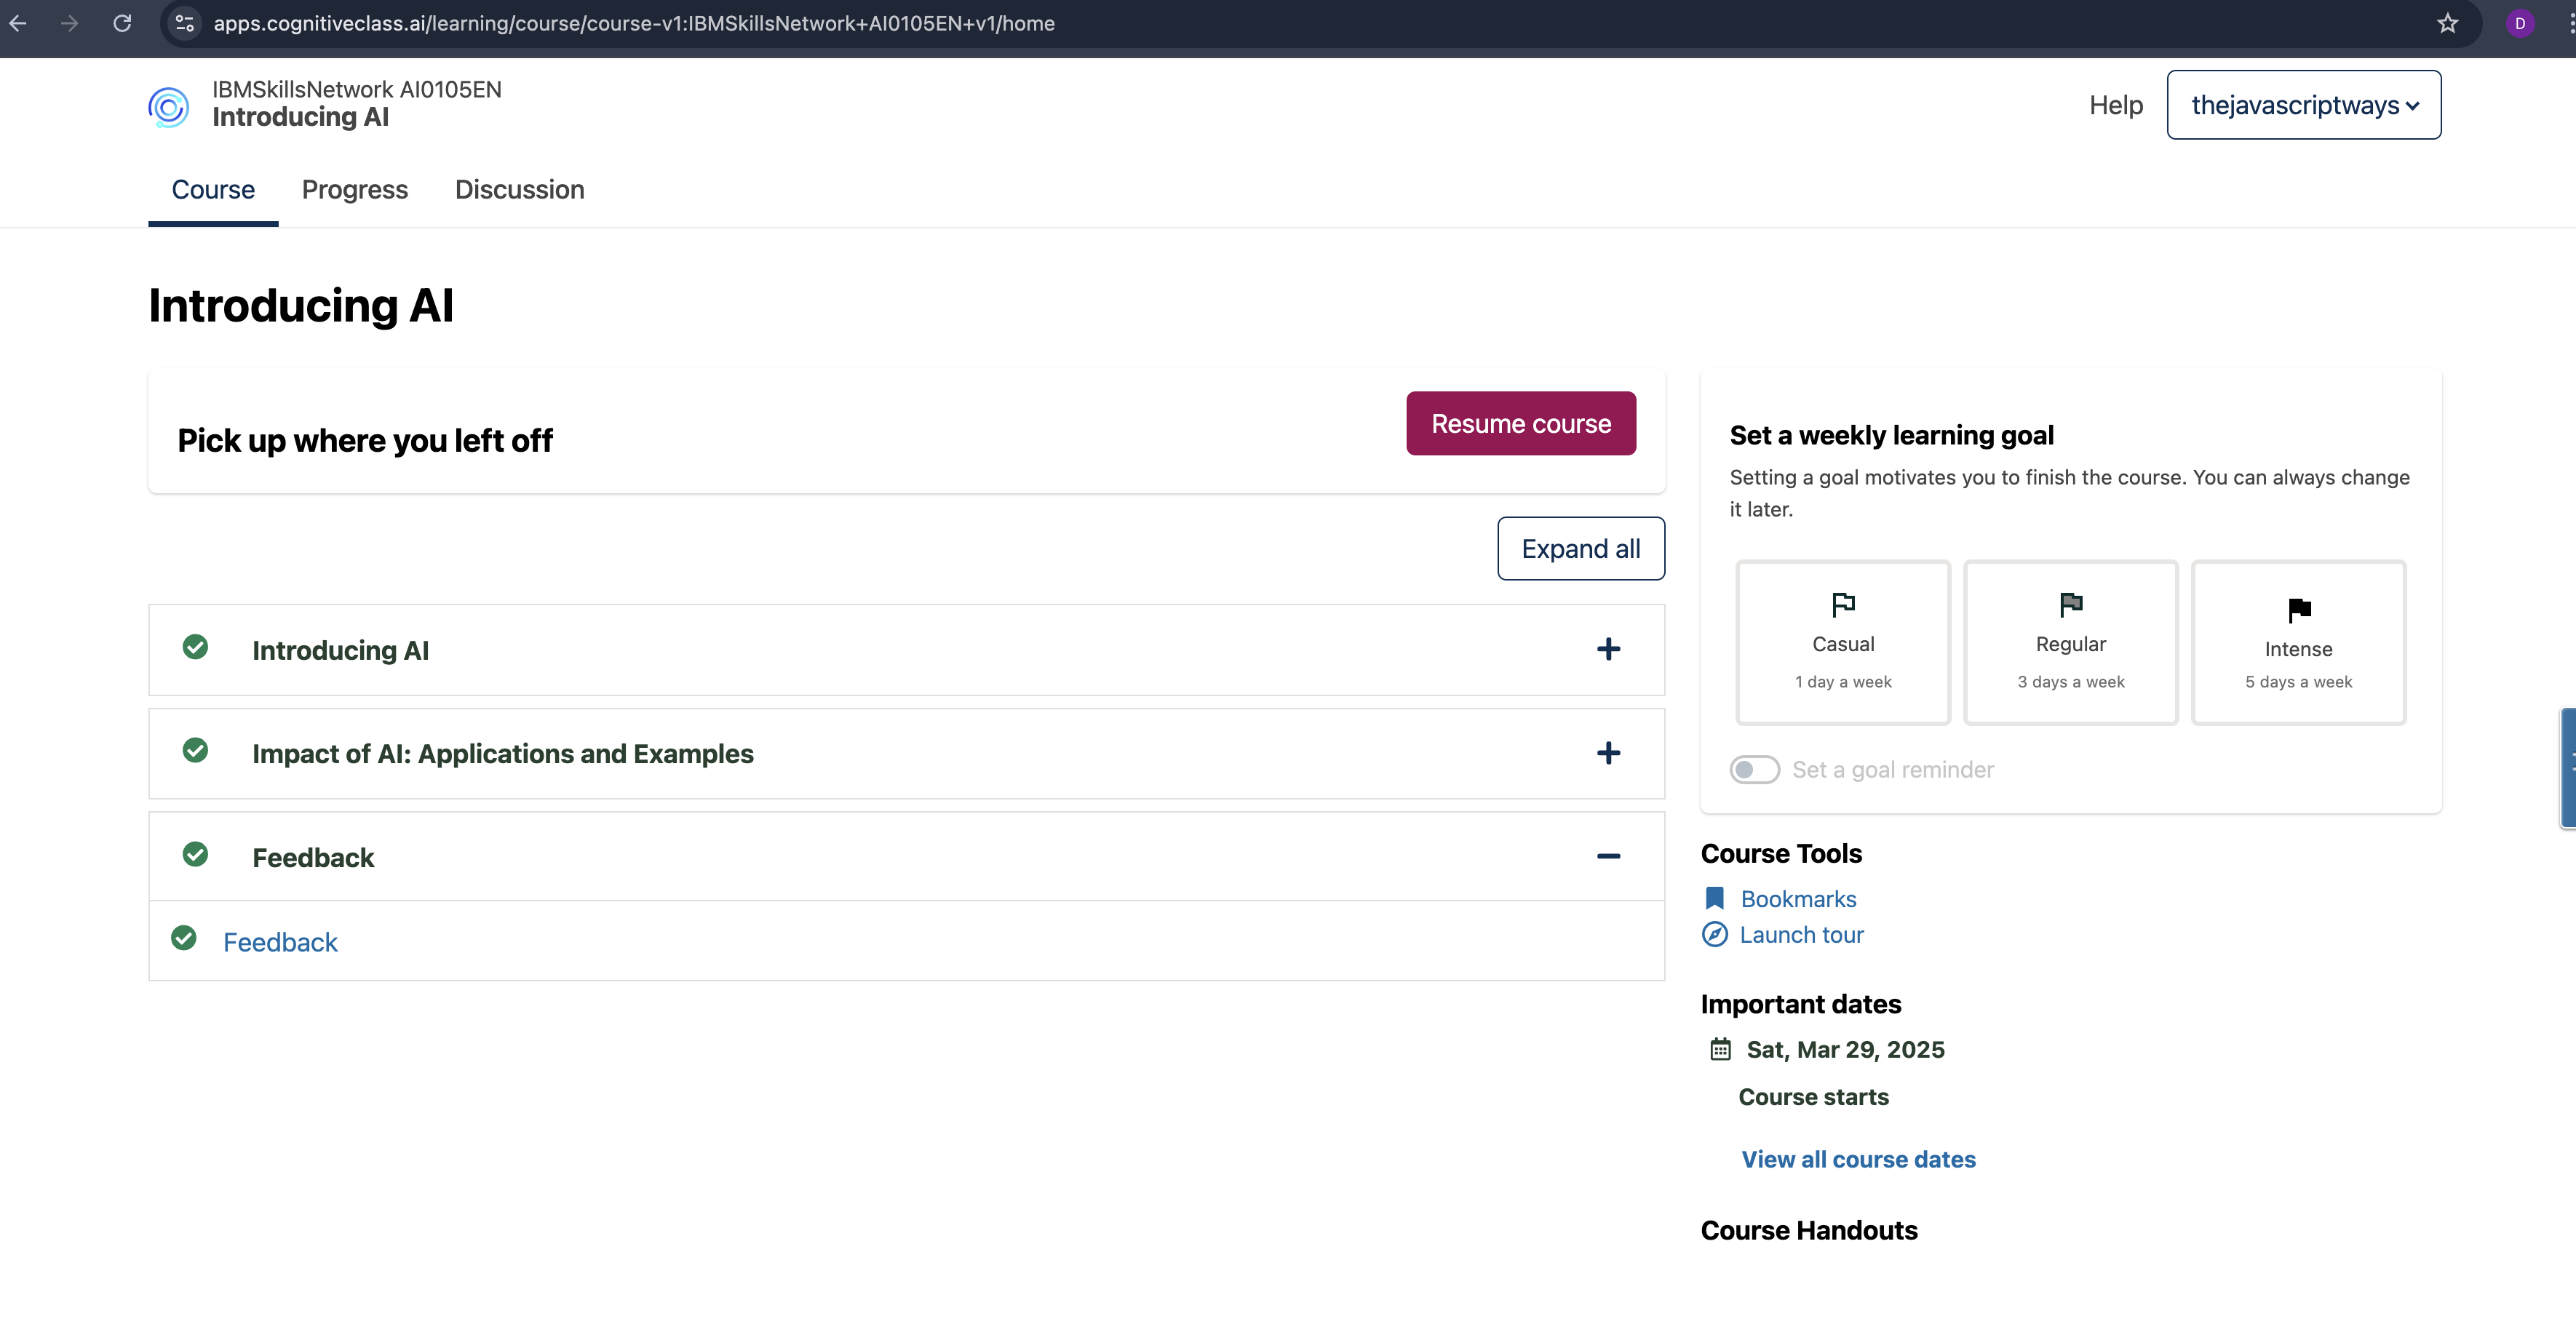 apps.cognitiveclass.ai/learning/course/course-v1:IBMSkillsNetwork+AI0105EN+v1/home
D
IBMSkillsNetwork AI0105EN
Introducing AI
Help
thejavascriptways
Course
Progress
Discussion
Introducing AI
Pick up where you left off
Resume course
Expand all
Introducing AI
Impact of AI: Applications and Examples
Feedback
Feedback
Set a weekly learning goal
Setting a goal motivates you to finish the course. You can always change
it later.
Casual
1 day a week
Regular
3 days a week
Intense
5 days a week
Set a goal reminder
Course Tools
Bookmarks
Launch tour
Important dates
Sat, Mar 29, 2025
Course starts
View all course dates
Course Handouts